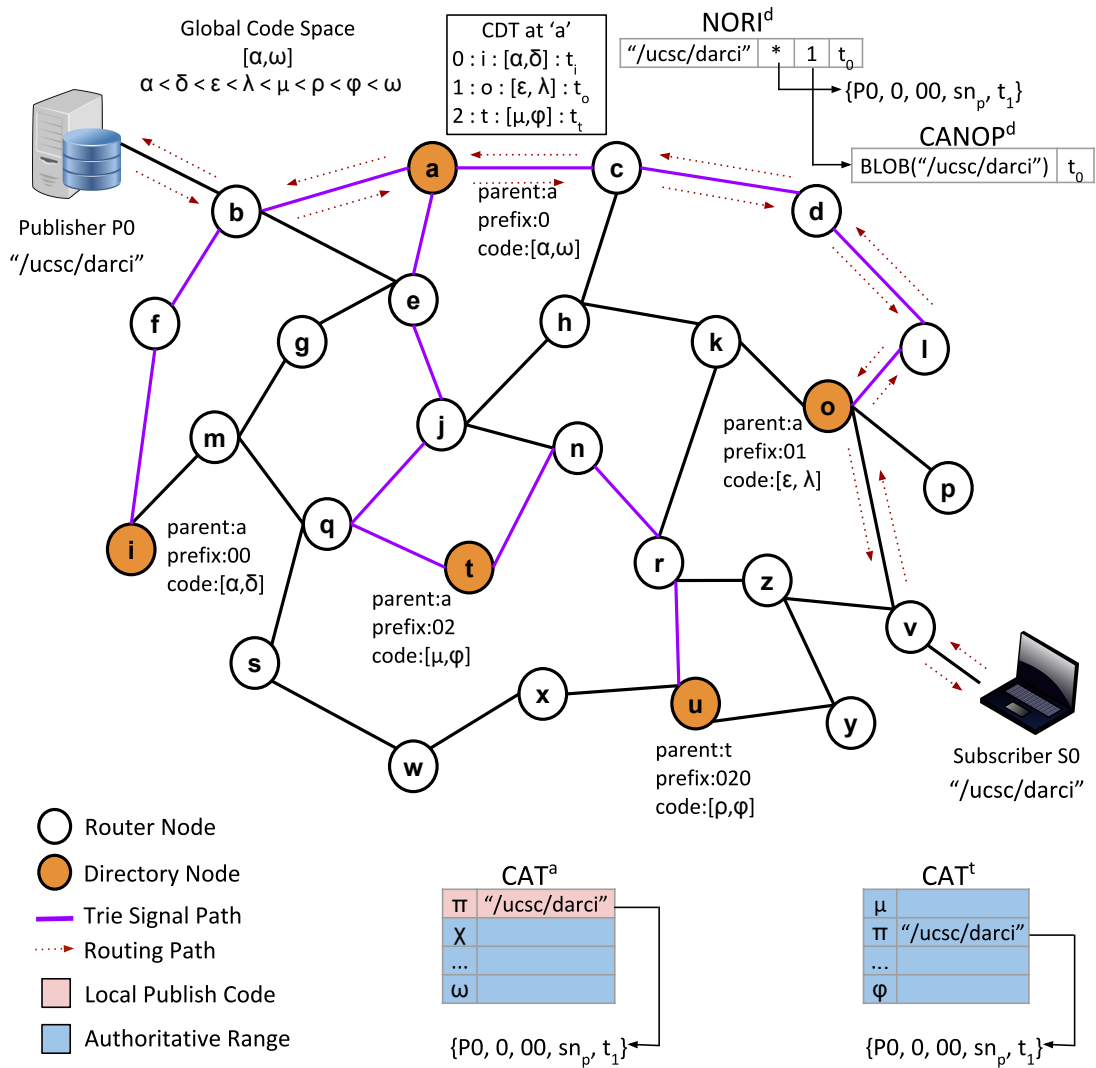 Global Code Space
[α,ω]
α < δ < ε < λ < μ < ρ < φ < ω
CDT at ‘a’
0 : i : [α,δ] : tᵢ
1 : o : [ε, λ] : tₒ
2 : t : [μ,φ] : tₜ
NORIᵈ
“/ucsc/darci” * 1 t₀
{P0, 0, 00, snₚ, t₁}
CANOPᵈ
BLOB(“/ucsc/darci”) t₀
Publisher P0
“/ucsc/darci”
a
b
c
d
parent:a
prefix:0
code:[α,ω]
e
f
g
h
k
l
j
m
n
o
parent:a
prefix:01
code:[ε, λ]
p
i
parent:a
prefix:00
code:[α,δ]
q
t
parent:a
prefix:02
code:[μ,φ]
r
z
v
s
x
u
parent:t
prefix:020
code:[ρ,φ]
y
w
Subscriber S0
“/ucsc/darci”
Router Node
Directory Node
Trie Signal Path
Routing Path
Local Publish Code
Authoritative Range
CATᵃ
π “/ucsc/darci”
χ
...
ω
{P0, 0, 00, snₚ, t₁}
CATᵗ
μ
π “/ucsc/darci”
...
φ
{P0, 0, 00, snₚ, t₁}